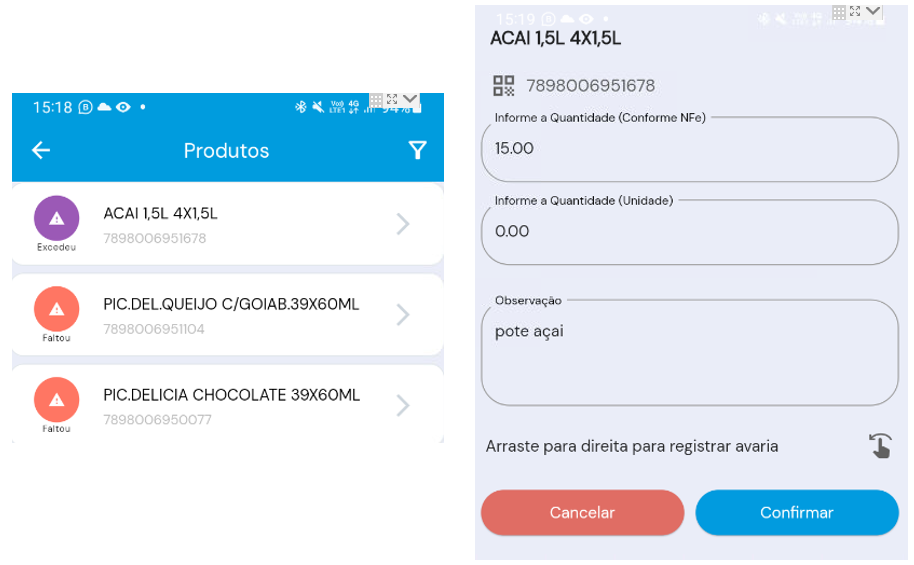 15:18
94%
Produtos
ACAI 1,5L 4X1,5L
7898006951678
Excedeu
PIC.DEL.QUEIJO C/GOIAB.39X60ML
7898951104
Faltou
PIC.DELICIA CHOCOLATE 39X60ML
7898006950077
Faltou
15:19
ACAI 1,5L 4X1,5L
7898006951678
Informe a Quantidade (Conforme NFe)
15.00
Informe a Quantidade (Unidade)
0.00
Observação
pote açai
Arraste para direita para registrar avaria
Cancelar
Confirmar